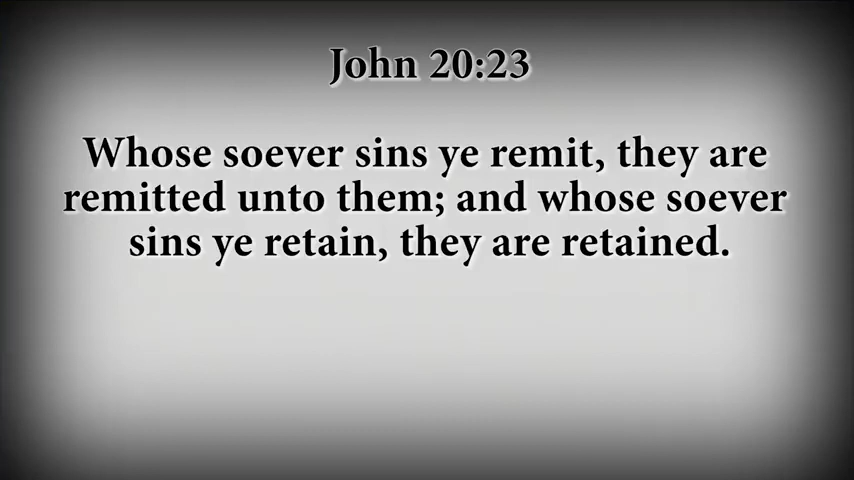 John 20:23
Whose soever sins ye remit, they are
remitted unto them; and whose soever
sins ye retain, they are retained.